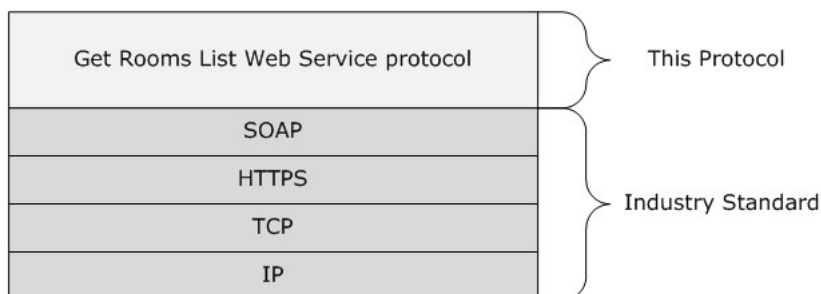 Get Rooms List Web Service protocol
This Protocol
SOAP
HTTPS
TCP
IP
Industry Standard